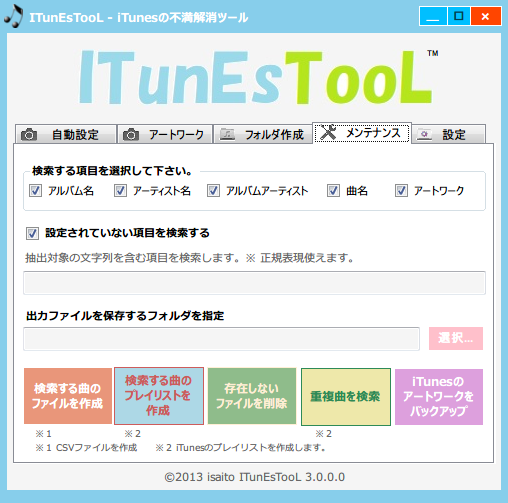 ITunEsTooL - iTunesの不満解消ツール
ITunEsTooL™
自動設定 アートワーク フォルダ作成 メンテナンス 設定
検索する項目を選択して下さい。
アルバム名 アーティスト名 アルバムアーティスト 曲名 アートワーク
設定されていない項目を検索する
抽出対象の文字列を含む項目を検索します。※ 正規表現使えます。
出力ファイルを保存するフォルダを指定
選択...
検索する曲の
ファイルを作成
検索する曲の
プレイリストを
作成
存在しない
ファイルを削除
重複曲を検索
iTunesの
アートワークを
バックアップ
※1 ※2 ※2
※1 CSVファイルを作成 ※2 iTunesのプレイリストを作成します。
©2013 isaito ITunEsTooL 3.0.0.0